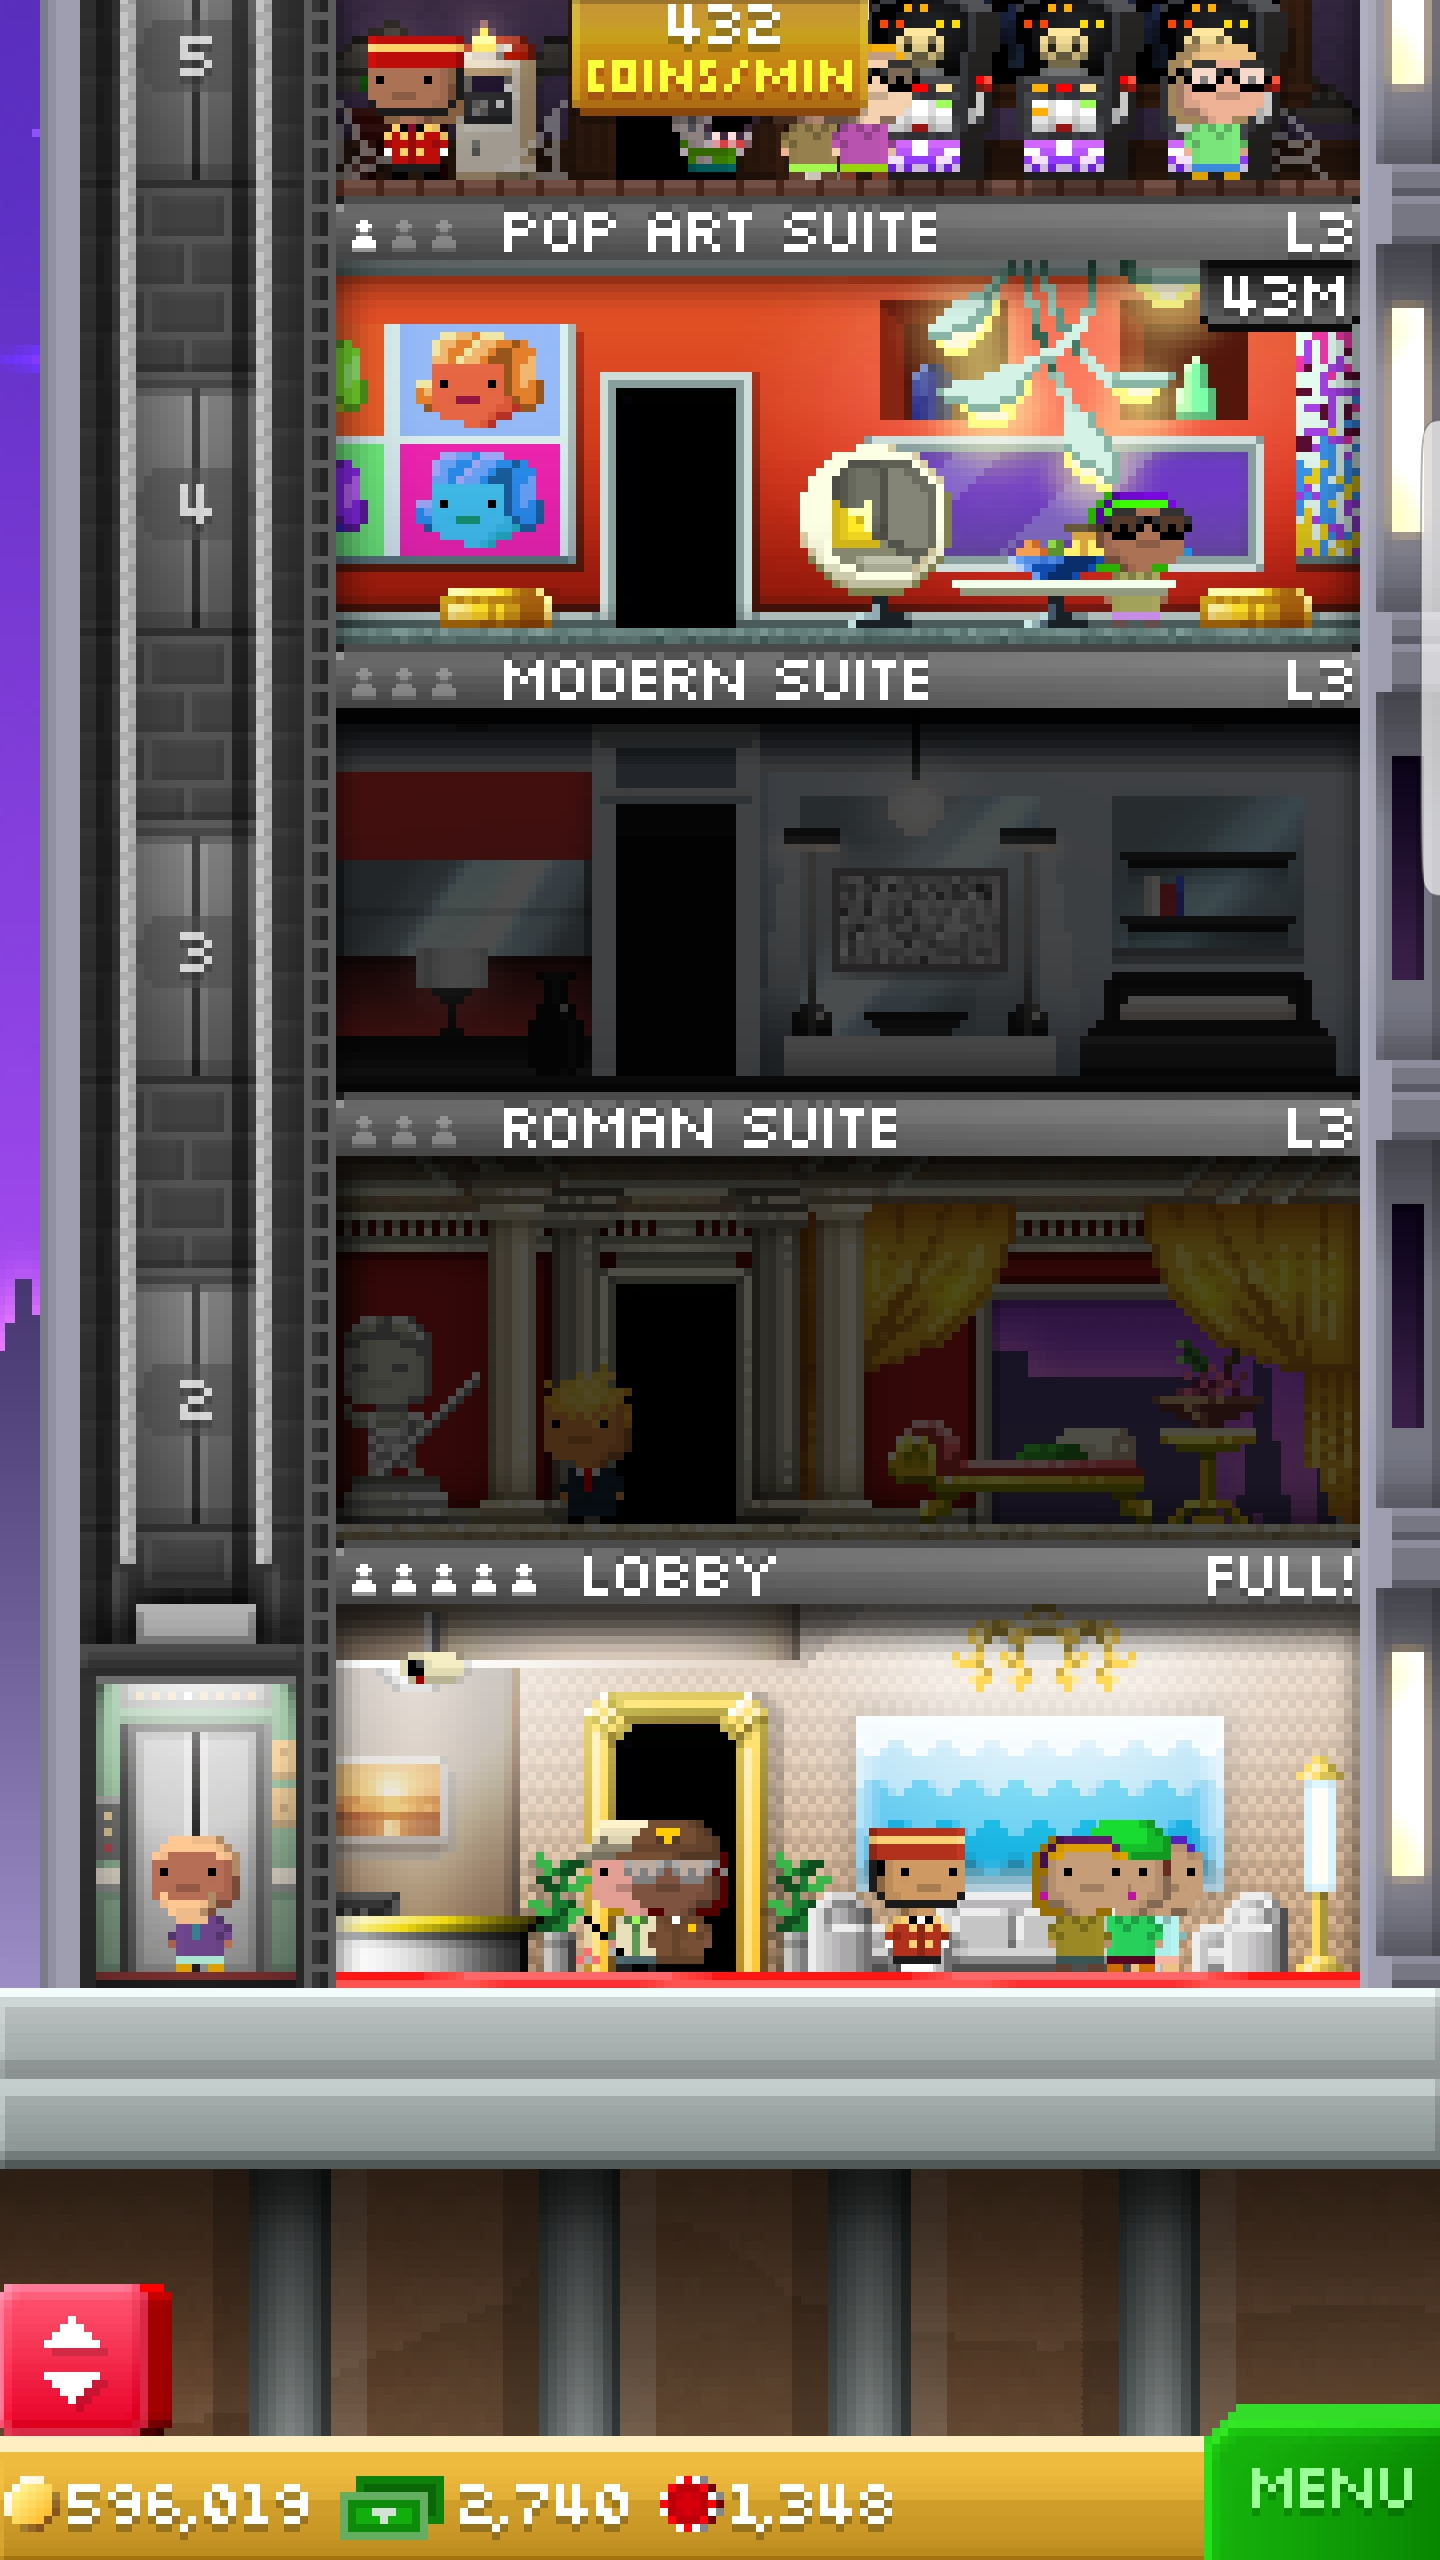 432
COINS/MIN
5
POP ART SUITE L3
43M
4
MODERN SUITE L3
3
ROMAN SUITE L3
2
LOBBY FULL!
596,019 2,740 1,348
MENU